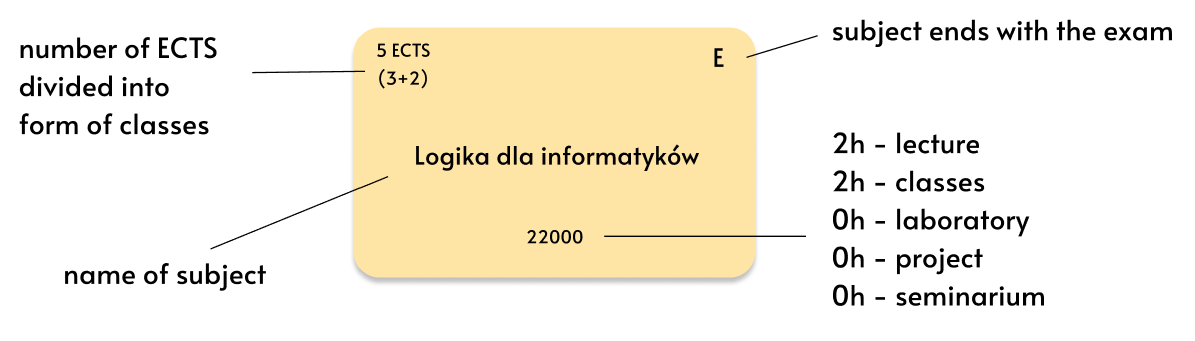 number of ECTS
divided into
form of classes
5 ECTS
(3+2)
E
subject ends with the exam
Logika dla informatyków
22000
name of subject
2h - lecture
2h - classes
0h - laboratory
0h - project
0h - seminarium